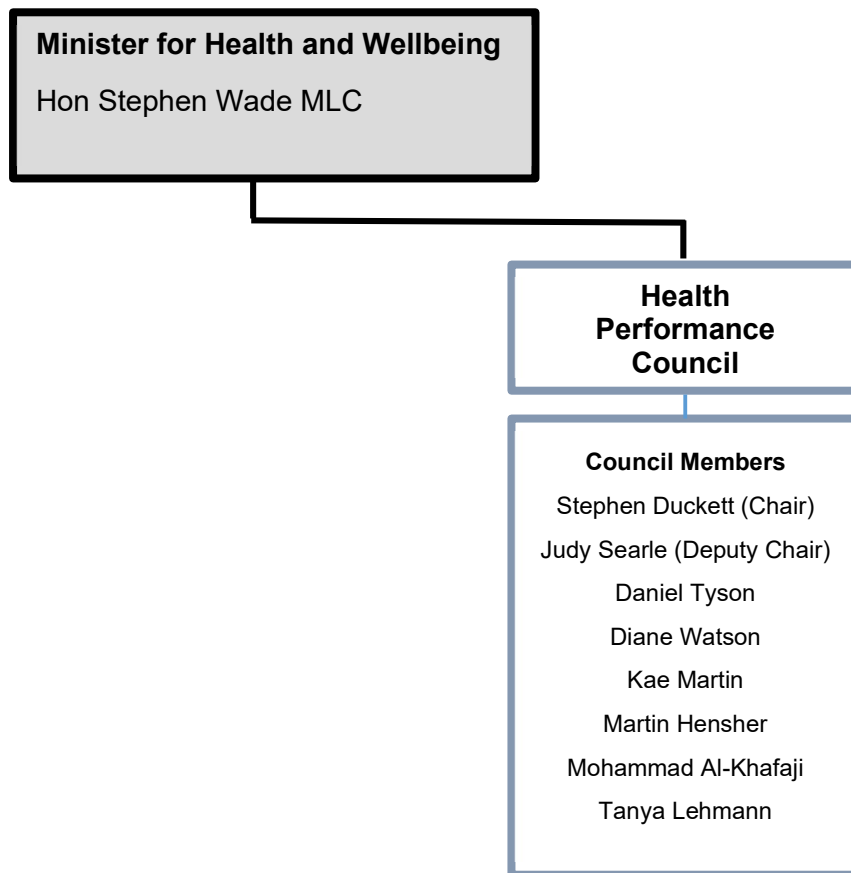 Minister for Health and Wellbeing
Hon Stephen Wade MLC
Health
Performance
Council
Council Members
Stephen Duckett (Chair)
Judy Searle (Deputy Chair)
Daniel Tyson
Diane Watson
Kae Martin
Martin Hensher
Mohammad Al-Khafaji
Tanya Lehmann